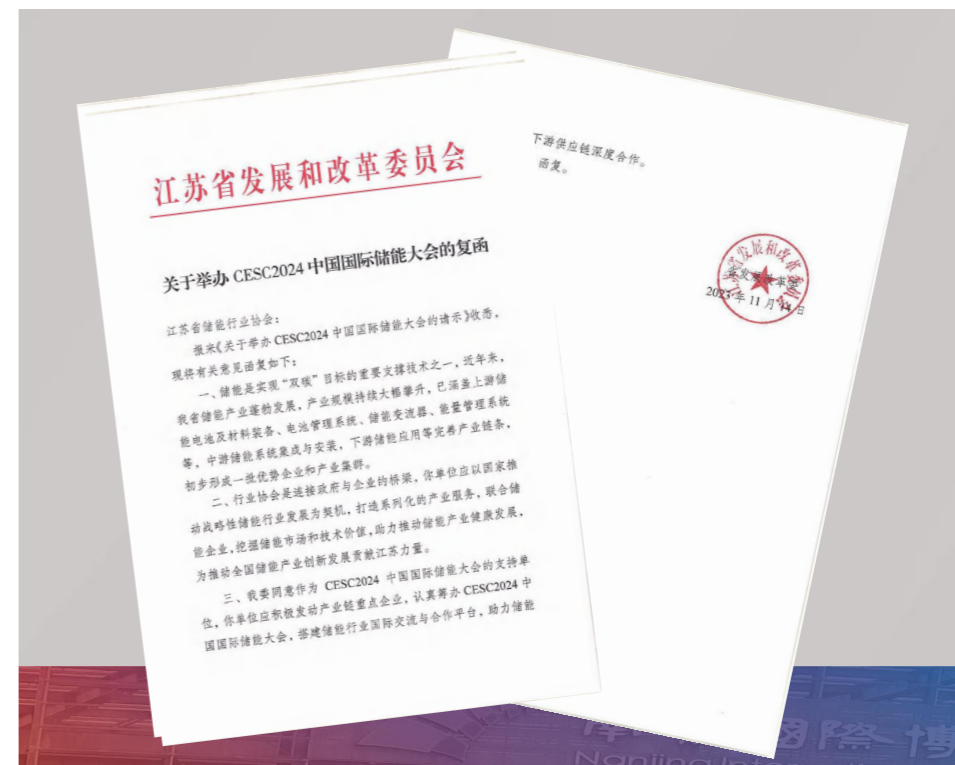 江苏省发展和改革委员会
关于举办 CESC2024 中国国际储能大会的复函
江苏省储能行业协会：
报来《关于举办 CESC2024 中国国际储能大会的请示》收悉，
现将有关意见函复如下：
一、储能是实现“双碳”目标的重要支撑技术之一，近年来，
我省储能产业蓬勃发展，产业规模持续大幅攀升，已涵盖上游储
能电池及材料装备、电池管理系统、储能变流器、能量管理系统
等，中游储能系统集成与安装，下游储能应用等完善产业链条，
初步形成一批优势企业和产业集群。
二、行业协会是连接政府与企业的桥梁，你单位应以国家推
动战略性储能行业发展为契机，打造系列化的产业服务，联合储
能企业，挖掘储能市场和技术价值，助力推动储能产业健康发展，
为推动全国储能产业创新发展贡献江苏力量。
三、我委同意作为 CESC2024 中国国际储能大会的支持单
位，你单位应积极发动产业链重点企业，认真筹办 CESC2024 中
国国际储能大会，搭建储能行业国际交流与合作平台，助力储能
下游供应链深度合作。
函复。
江苏省发展和改革委员会
省发展改革委
2023 年 11 月 14 日
國際博
Nanjing Internati